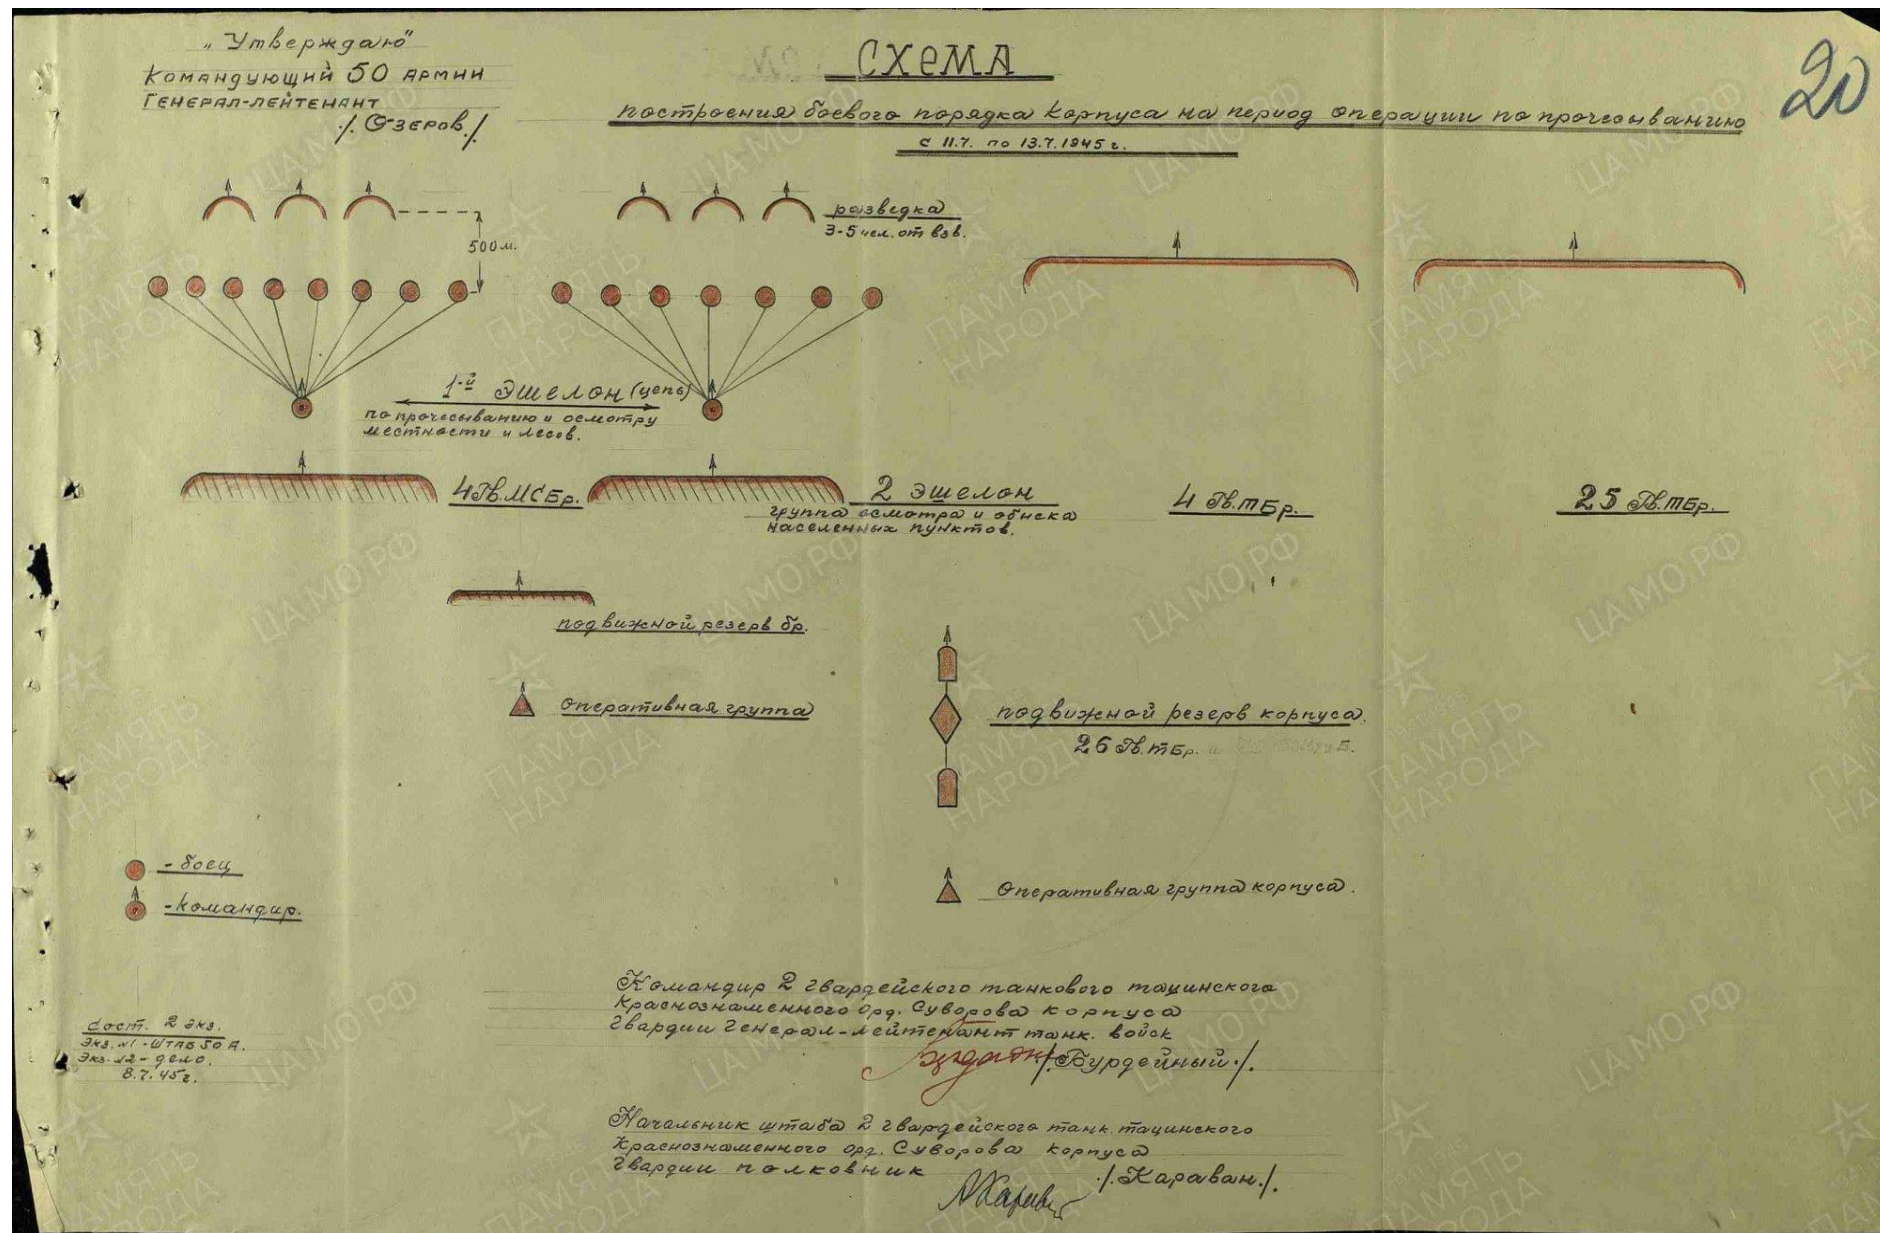 „Утверждаю"
Командующий 50 армии
Генерал-лейтенант
./. Озеров./.
Схема
построения боевого порядка корпуса на период операции по прочесыванию
с 11.7. по 13.7.1945 г.
20
разведка
3-5 чел. от взв.
500 м.
1-й эшелон (цепь)
по прочесыванию и осмотру
местности и лесов.
4 Гв. МСБр.
2 эшелон
группа осмотра и обыска
населенных пунктов.
4 Гв. ТБр.
25 Гв. ТБр.
подвижной резерв бр.
Оперативная группа
подвижной резерв корпуса.
26 Гв. ТБр.
- боец
- командир.
Оперативная группа корпуса.
Командир 2 гвардейского танкового тацинского
Краснознаменного орд. Суворова корпуса
Гвардии генерал-лейтенант танк. войск
/.Бурдейный./.
Сост. 2 экз.
Экз. №1 - штаб 50 А.
Экз. №2 - дело.
8.7.45 г.
Начальник штаба 2 гвардейского танк. тацинского
Краснознаменного орд. Суворова корпуса
Гвардии полковник
./.Караван./.
ПАМЯТЬ
НАРОДА
ЦАМО.РФ